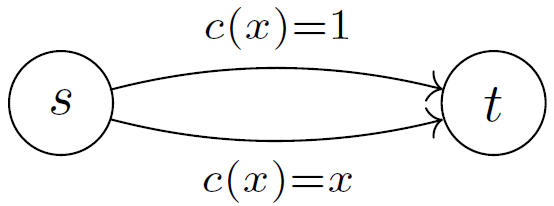 c(x)=1
s
t
c(x)=x